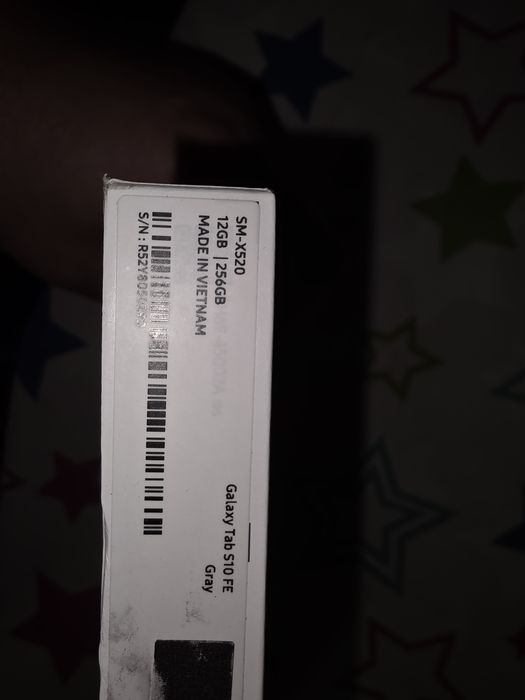 SM-X520
12GB | 256GB
MADE IN VIETNAM
Galaxy Tab S10 FE
Gray
S/N :